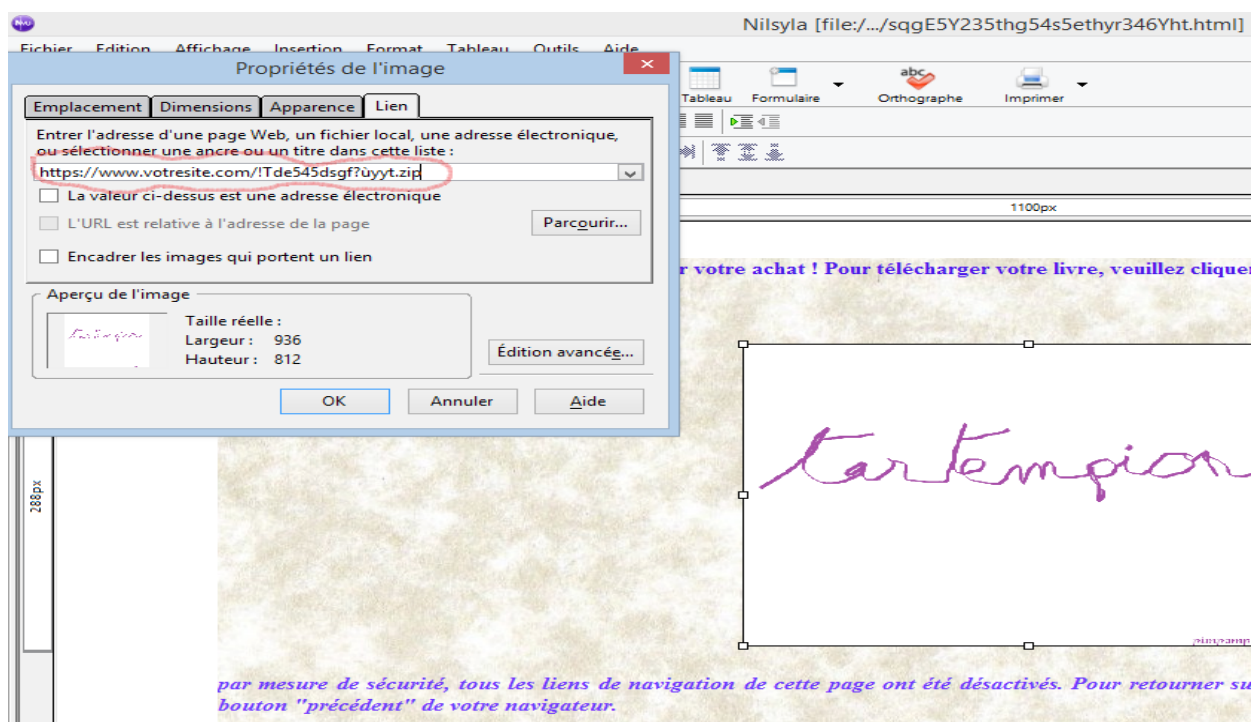 Nvu
Nilsyla [file:/.../sqgE5Y235thg54s5ethyr346Yht.html]
Fichier Edition Affichage Insertion Format Tableau Outils Aide
Propriétés de l'image
Tableau Formulaire Orthographe Imprimer
Emplacement Dimensions Apparence Lien
Entrer l'adresse d'une page Web, un fichier local, une adresse électronique,
ou sélectionner une ancre ou un titre dans cette liste :
https://www.votresite.com/!Tde545dsgf?ùyyt.zip
La valeur ci-dessus est une adresse électronique
L'URL est relative à l'adresse de la page
Parcourir...
Encadrer les images qui portent un lien
1100px
votre achat ! Pour télécharger votre livre, veuillez cliquer
Aperçu de l'image
Taille réelle :
Largeur : 936
Hauteur : 812
Édition avancée...
OK Annuler Aide
tartempion
288px
par mesure de sécurité, tous les liens de navigation de cette page ont été désactivés. Pour retourner
bouton "précédent" de votre navigateur.